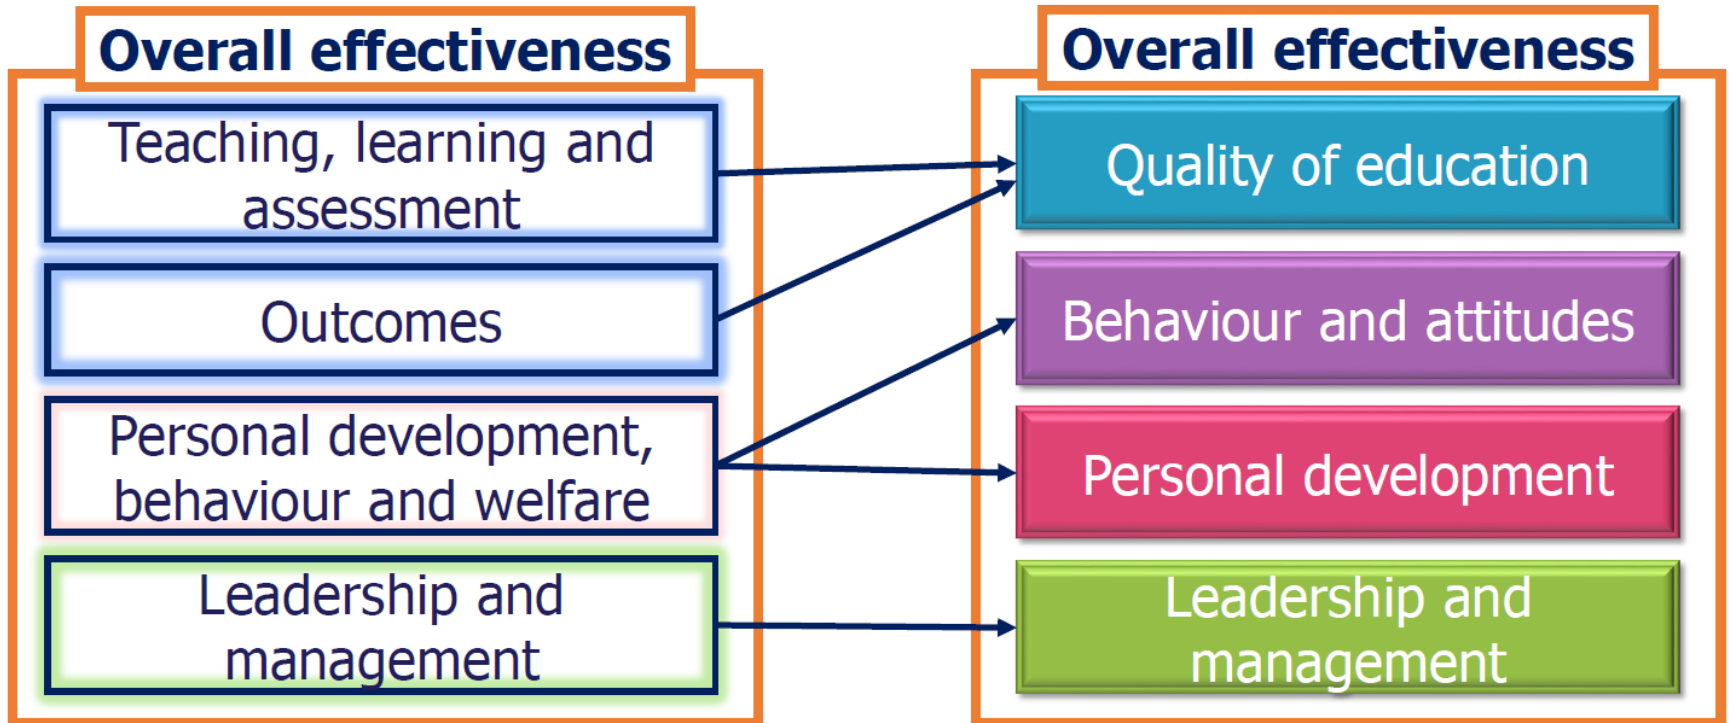 Overall effectiveness
Teaching, learning and
assessment
Outcomes
Personal development,
behaviour and welfare
Leadership and
management
Overall effectiveness
Quality of education
Behaviour and attitudes
Personal development
Leadership and
management